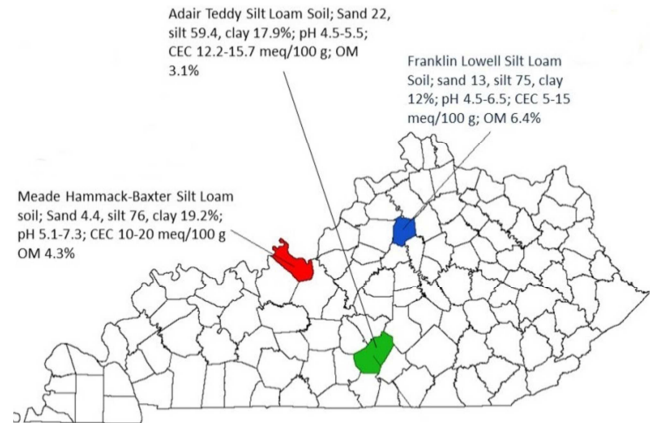 Adair Teddy Silt Loam Soil; Sand 22,
silt 59.4, clay 17.9%; pH 4.5-5.5;
CEC 12.2-15.7 meq/100 g; OM
3.1%
Franklin Lowell Silt Loam
Soil; sand 13, silt 75, clay
12%; pH 4.5-6.5; CEC 5-15
meq/100 g; OM 6.4%
Meade Hammack-Baxter Silt Loam
soil; Sand 4.4, silt 76, clay 19.2%;
pH 5.1-7.3; CEC 10-20 meq/100 g
OM 4.3%